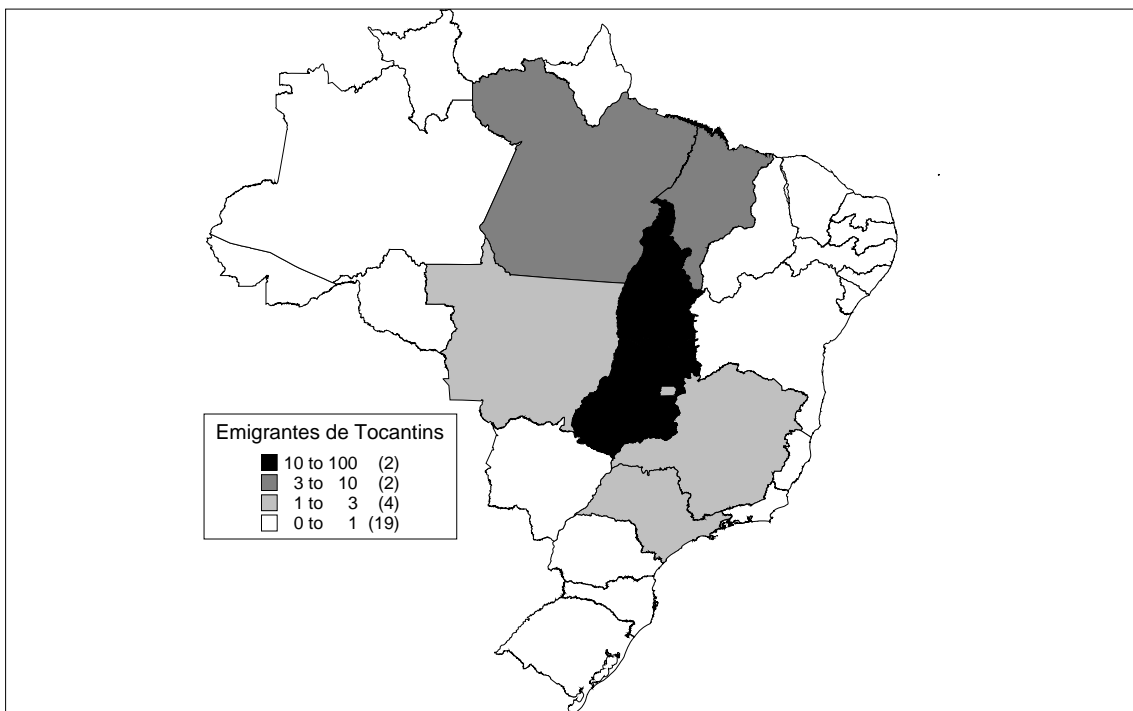 Emigrantes de Tocantins
10 to 100 (2)
3 to 10 (2)
1 to 3 (4)
0 to 1 (19)